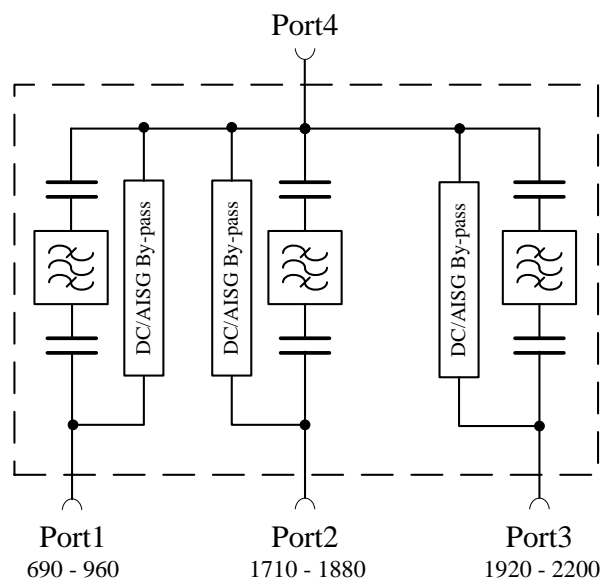 Port4
DC/AISG By-pass
DC/AISG By-pass
DC/AISG By-pass
Port1
690 - 960
Port2
1710 - 1880
Port3
1920 - 2200